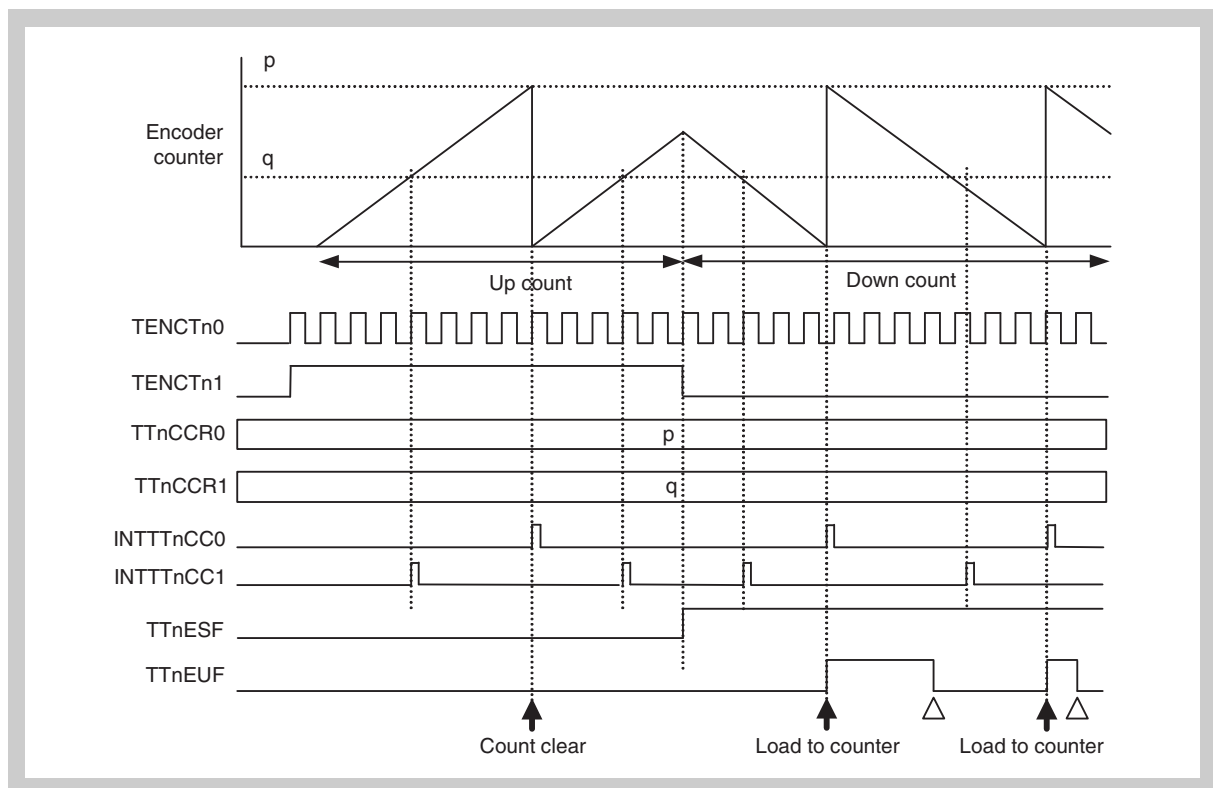 p
Encoder
counter
q
Up count
Down count
TENCTn0
TENCTn1
TTnCCR0
p
TTnCCR1
q
INTTTnCC0
INTTTnCC1
TTnESF
TTnEUF
Count clear
Load to counter
Load to counter